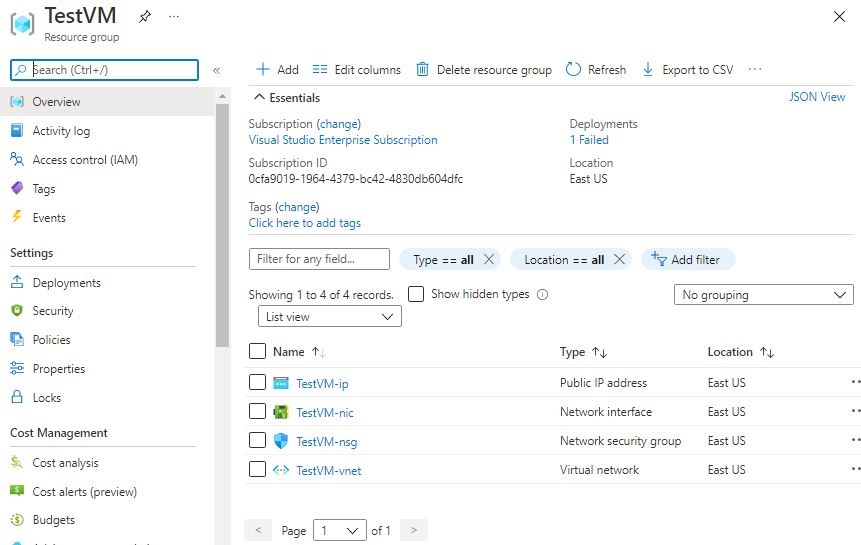 TestVM
Resource group
Search (Ctrl+/)
Overview
Activity log
Access control (IAM)
Tags
Events
Settings
Deployments
Security
Policies
Properties
Locks
Cost Management
Cost analysis
Cost alerts (preview)
Budgets
Add
Edit columns
Delete resource group
Refresh
Export to CSV
Essentials
JSON View
Subscription (change)
Visual Studio Enterprise Subscription
Subscription ID
0cfa9019-1964-4379-bc42-4830db604dfc
Deployments
1 Failed
Location
East US
Tags (change)
Click here to add tags
Filter for any field...
Type == all
Location == all
Add filter
Showing 1 to 4 of 4 records.
Show hidden types
No grouping
List view
Name Type Location
TestVM-ip Public IP address East US
TestVM-nic Network interface East US
TestVM-nsg Network security group East US
TestVM-vnet Virtual network East US
< Page 1 of 1 >